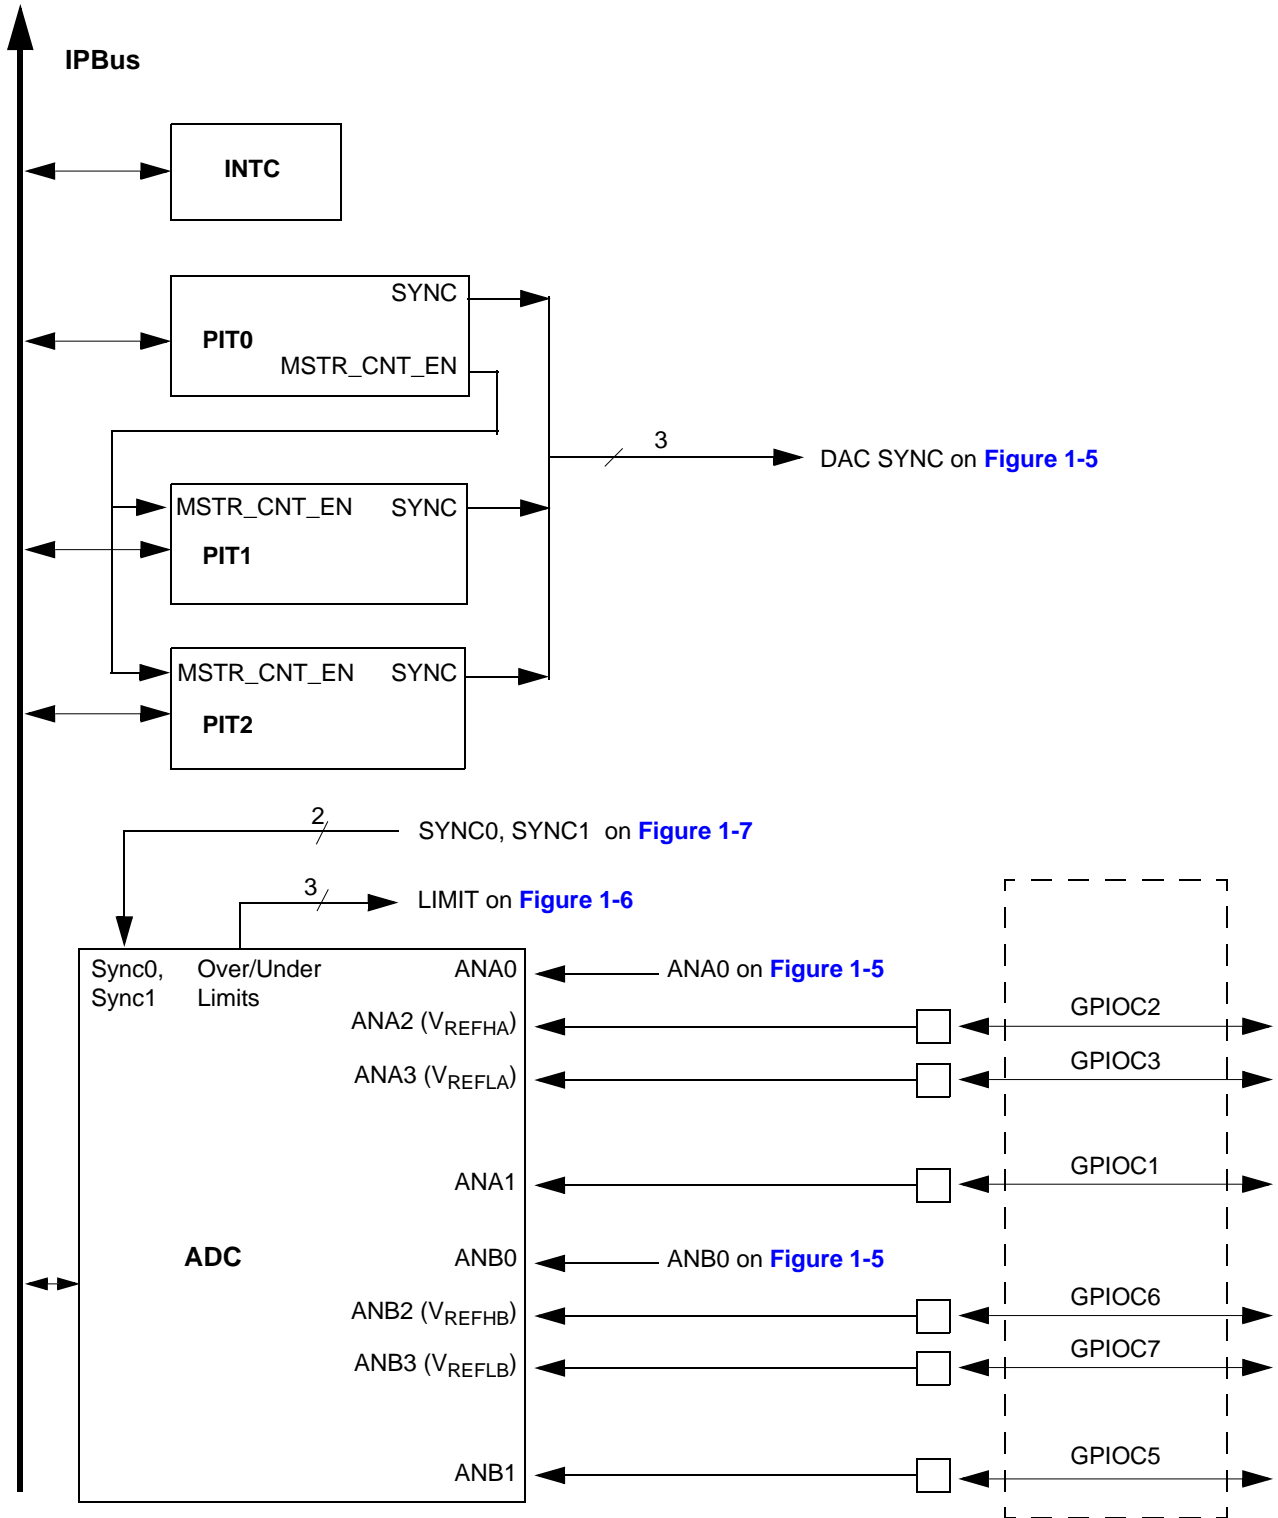 IPBus
INTC
SYNC
PIT0
MSTR_CNT_EN
3
DAC SYNC on Figure 1-5
MSTR_CNT_EN SYNC
PIT1
MSTR_CNT_EN SYNC
PIT2
2
SYNC0, SYNC1 on Figure 1-7
3
LIMIT on Figure 1-6
Sync0, Over/Under ANA0
Sync1 Limits
ANA0 on Figure 1-5
ANA2 (VREFHA)
GPIOC2
ANA3 (VREFLA)
GPIOC3
ANA1
GPIOC1
ADC
ANB0
ANB0 on Figure 1-5
ANB2 (VREFHB)
GPIOC6
ANB3 (VREFLB)
GPIOC7
ANB1
GPIOC5